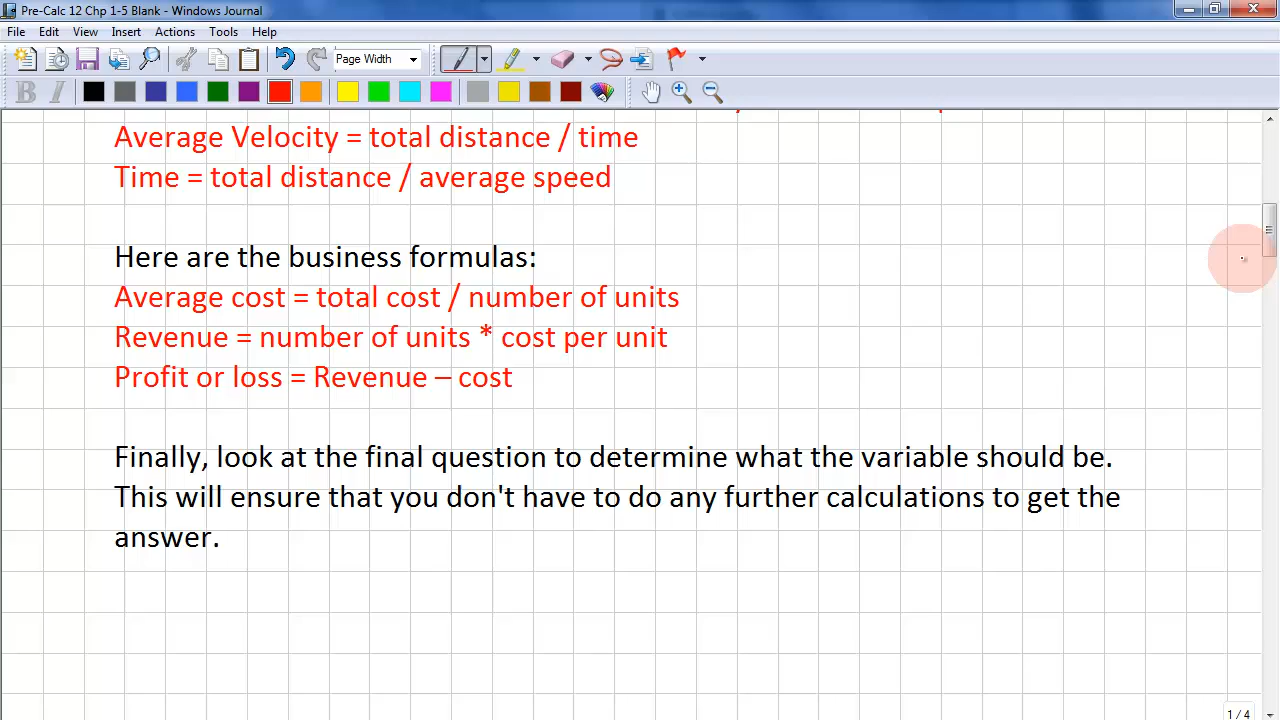 Pre-Calc 12 Chp 1-5 Blank - Windows Journal
File Edit View Insert Actions Tools Help
Page Width
B I
Average Velocity = total distance / time
Time = total distance / average speed
Here are the business formulas:
Average cost = total cost / number of units
Revenue = number of units * cost per unit
Profit or loss = Revenue – cost
Finally, look at the final question to determine what the variable should be.
This will ensure that you don't have to do any further calculations to get the
answer.
1 / 4